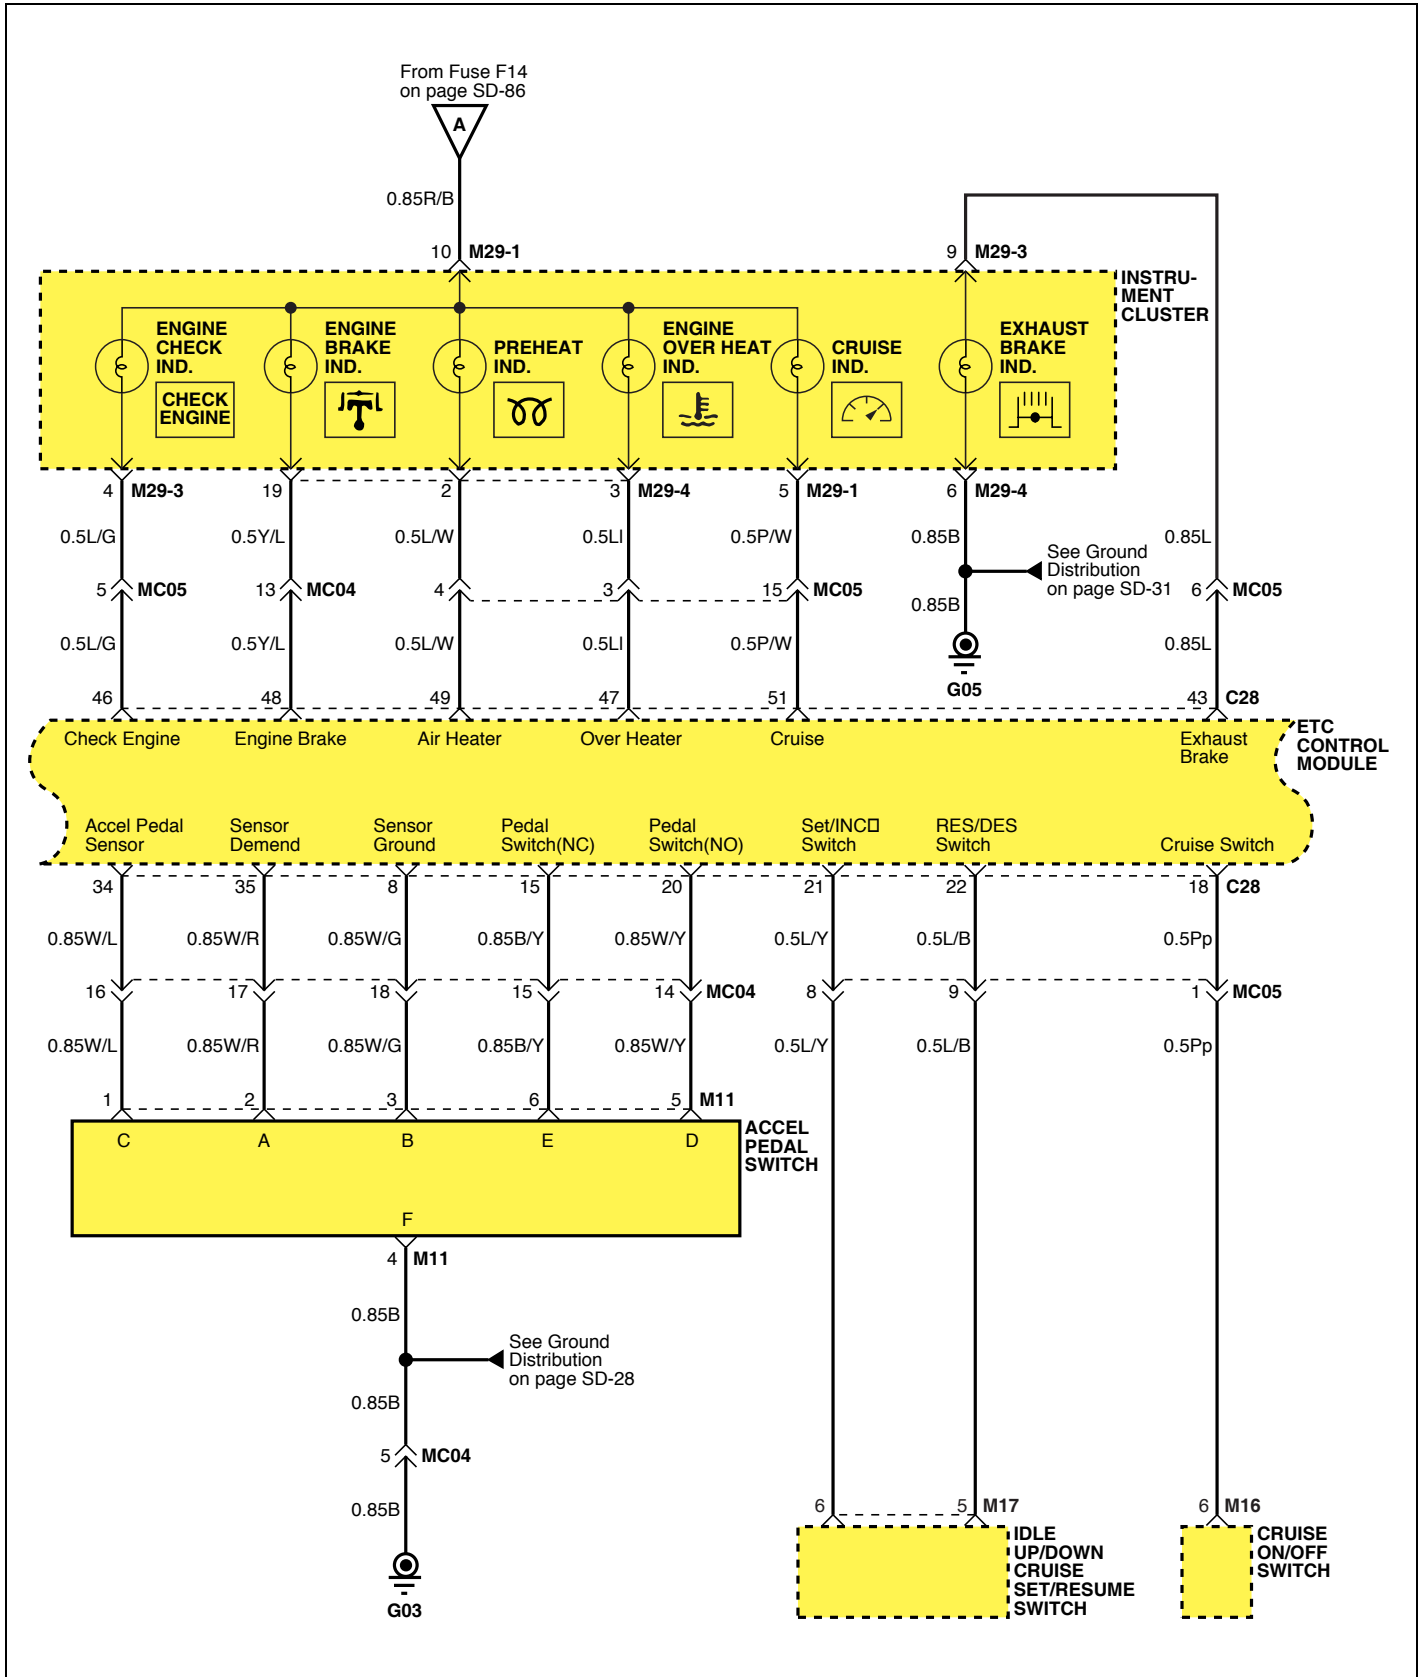 From Fuse F14
on page SD-86
A
0.85R/B
10 M29-1
9 M29-3
INSTRU-
MENT
CLUSTER
ENGINE
CHECK
IND.
CHECK
ENGINE
ENGINE
BRAKE
IND.
PREHEAT
IND.
ENGINE
OVER HEAT
IND.
CRUISE
IND.
EXHAUST
BRAKE
IND.
4 M29-3 19 2 3 M29-4 5 M29-1 6 M29-4
0.5L/G 0.5Y/L 0.5L/W 0.5LI 0.5P/W 0.85B 0.85L
See Ground
Distribution
on page SD-31
5 MC05 13 MC04 4 3 15 MC05 6 MC05
0.85B
0.5L/G 0.5Y/L 0.5L/W 0.5LI 0.5P/W 0.85L
G05
46 48 49 47 51 43 C28
ETC
CONTROL
MODULE
Check Engine
Engine Brake
Air Heater
Over Heater
Cruise
Exhaust
Brake
Accel Pedal
Sensor
Sensor
Demend
Sensor
Ground
Pedal
Switch(NC)
Pedal
Switch(NO)
Set/INC□
Switch
RES/DES
Switch
Cruise Switch
34 35 8 15 20 21 22 18 C28
0.85W/L 0.85W/R 0.85W/G 0.85B/Y 0.85W/Y 0.5L/Y 0.5L/B 0.5Pp
16 17 18 15 14 MC04 8 9 1 MC05
0.85W/L 0.85W/R 0.85W/G 0.85B/Y 0.85W/Y 0.5L/Y 0.5L/B 0.5Pp
1 2 3 6 5 M11
ACCEL
PEDAL
SWITCH
C A B E D
F
4 M11
0.85B
See Ground
Distribution
on page SD-28
0.85B
5 MC04
0.85B
G03
6 5 M17
IDLE
UP/DOWN
CRUISE
SET/RESUME
SWITCH
6 M16
CRUISE
ON/OFF
SWITCH